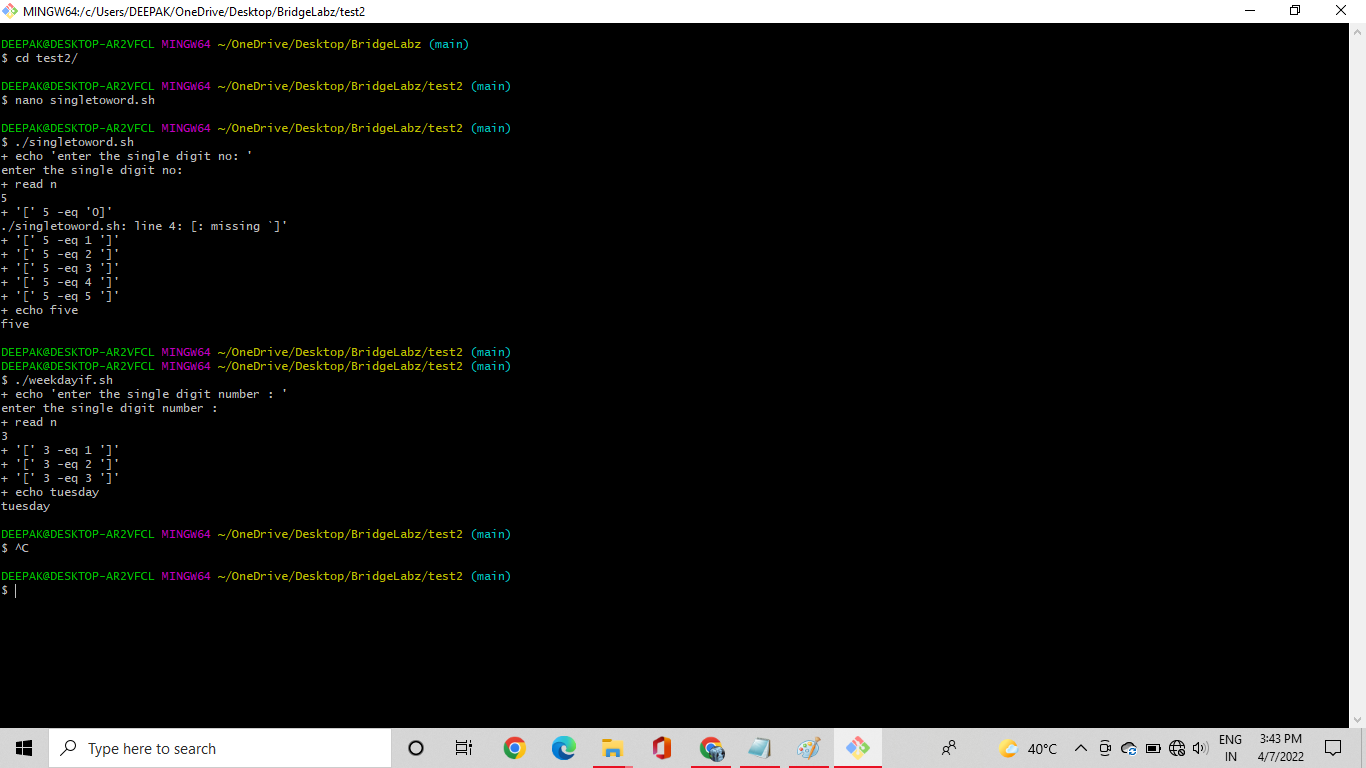 MINGW64:/c/Users/DEEPAK/OneDrive/Desktop/BridgeLabz/test2
DEEPAK@DESKTOP-AR2VFCL MINGW64 ~/OneDrive/Desktop/BridgeLabz (main)
$ cd test2/
DEEPAK@DESKTOP-AR2VFCL MINGW64 ~/OneDrive/Desktop/BridgeLabz/test2 (main)
$ nano singletoword.sh
DEEPAK@DESKTOP-AR2VFCL MINGW64 ~/OneDrive/Desktop/BridgeLabz/test2 (main)
$ ./singletoword.sh
+ echo 'enter the single digit no: '
enter the single digit no:
+ read n
5
+ '[' 5 -eq '0]'
./singletoword.sh: line 4: [: missing `]'
+ '[' 5 -eq 1 ']'
+ '[' 5 -eq 2 ']'
+ '[' 5 -eq 3 ']'
+ '[' 5 -eq 4 ']'
+ '[' 5 -eq 5 ']'
+ echo five
five
DEEPAK@DESKTOP-AR2VFCL MINGW64 ~/OneDrive/Desktop/BridgeLabz/test2 (main)
DEEPAK@DESKTOP-AR2VFCL MINGW64 ~/OneDrive/Desktop/BridgeLabz/test2 (main)
$ ./weekdayif.sh
+ echo 'enter the single digit number : '
enter the single digit number :
+ read n
3
+ '[' 3 -eq 1 ']'
+ '[' 3 -eq 2 ']'
+ '[' 3 -eq 3 ']'
+ echo tuesday
tuesday
DEEPAK@DESKTOP-AR2VFCL MINGW64 ~/OneDrive/Desktop/BridgeLabz/test2 (main)
$ ^C
DEEPAK@DESKTOP-AR2VFCL MINGW64 ~/OneDrive/Desktop/BridgeLabz/test2 (main)
$
Type here to search
40°C
ENG
IN
3:43 PM
4/7/2022